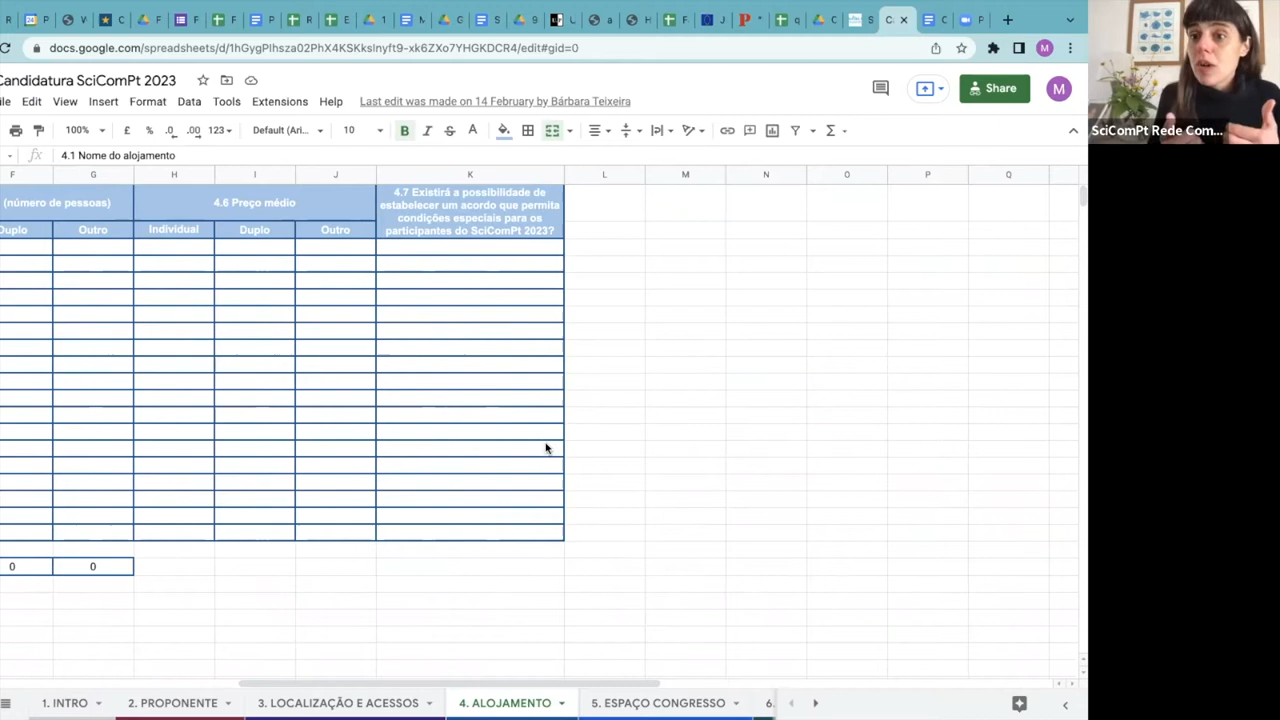 docs.google.com/spreadsheets/d/1hGygPlhsza02PhX4KSKkslnyft9-xk6ZXo7YHGKDCR4/edit#gid=0
M
Candidatura SciComPt 2023
Edit View Insert Format Data Tools Extensions Help Last edit was made on 14 February by Bárbara Teixeira
Share
M
100% £ % .0 .00 123 Default (Ari... 10 B I S A
fx 4.1 Nome do alojamento
F G H I J K L M N O P Q
(número de pessoas)
4.6 Preço médio
4.7 Existirá a possibilidade de
estabelecer um acordo que permita
condições especiais para os
participantes do SciComPt 2023?
Duplo Outro Individual Duplo Outro
0 0
1. INTRO 2. PROPONENTE 3. LOCALIZAÇÃO E ACESSOS 4. ALOJAMENTO 5. ESPAÇO CONGRESSO 6.
SciComPt Rede Com...